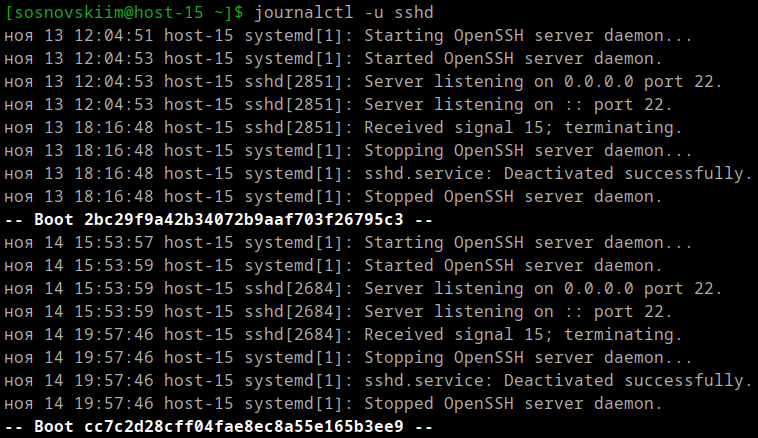 [sosnovskiim@host-15 ~]$ journalctl -u sshd
ноя 13 12:04:51 host-15 systemd[1]: Starting OpenSSH server daemon...
ноя 13 12:04:53 host-15 systemd[1]: Started OpenSSH server daemon.
ноя 13 12:04:53 host-15 sshd[2851]: Server listening on 0.0.0.0 port 22.
ноя 13 12:04:53 host-15 sshd[2851]: Server listening on :: port 22.
ноя 13 18:16:48 host-15 sshd[2851]: Received signal 15; terminating.
ноя 13 18:16:48 host-15 systemd[1]: Stopping OpenSSH server daemon...
ноя 13 18:16:48 host-15 systemd[1]: sshd.service: Deactivated successfully.
ноя 13 18:16:48 host-15 systemd[1]: Stopped OpenSSH server daemon.
-- Boot 2bc29f9a42b34072b9aaf703f26795c3 --
ноя 14 15:53:57 host-15 systemd[1]: Starting OpenSSH server daemon...
ноя 14 15:53:59 host-15 systemd[1]: Started OpenSSH server daemon.
ноя 14 15:53:59 host-15 sshd[2684]: Server listening on 0.0.0.0 port 22.
ноя 14 15:53:59 host-15 sshd[2684]: Server listening on :: port 22.
ноя 14 19:57:46 host-15 sshd[2684]: Received signal 15; terminating.
ноя 14 19:57:46 host-15 systemd[1]: Stopping OpenSSH server daemon...
ноя 14 19:57:46 host-15 systemd[1]: sshd.service: Deactivated successfully.
ноя 14 19:57:46 host-15 systemd[1]: Stopped OpenSSH server daemon.
-- Boot cc7c2d28cff04fae8ec8a55e165b3ee9 --